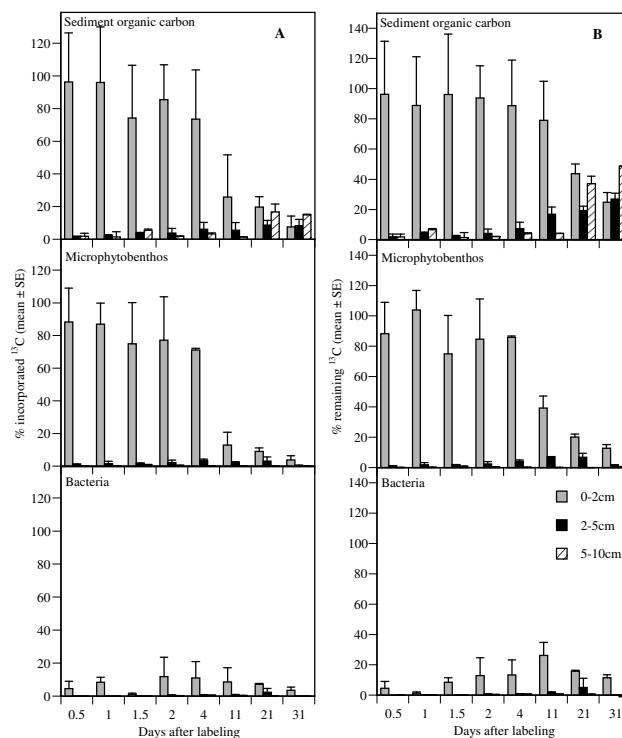 Sediment organic carbon
A
120
100
80
60
40
20
0
Microphytobenthos
120
100
80
60
40
20
0
% incorporated ¹³C (mean ± SE)
Bacteria
120
100
80
60
40
20
0
0.5 1 1.5 2 4 11 21 31
Days after labeling
Sediment organic carbon
B
140
120
100
80
60
40
20
0
Microphytobenthos
140
120
100
80
60
40
20
0
% remaining ¹³C (mean ± SE)
Bacteria
140
120
100
80
60
40
20
0
0-2cm
2-5cm
5-10cm
0.5 1 1.5 2 4 11 21 31
Days after labeling